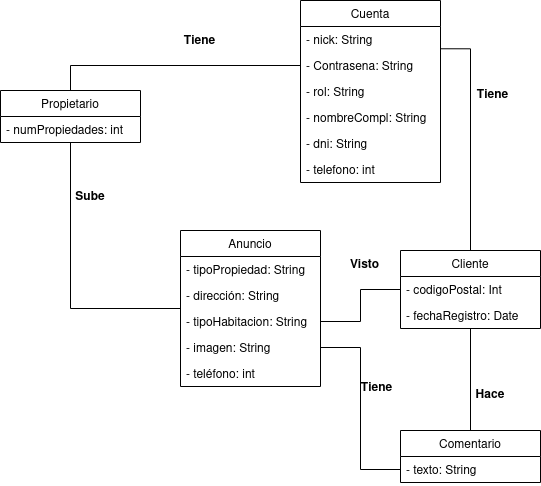 Cuenta
- nick: String
- Contrasena: String
- rol: String
- nombreCompl: String
- dni: String
- telefono: int
Tiene
Tiene
Propietario
- numPropiedades: int
Sube
Anuncio
- tipoPropiedad: String
- dirección: String
- tipoHabitacion: String
- imagen: String
- teléfono: int
Visto
Cliente
- codigoPostal: Int
- fechaRegistro: Date
Tiene
Hace
Comentario
- texto: String